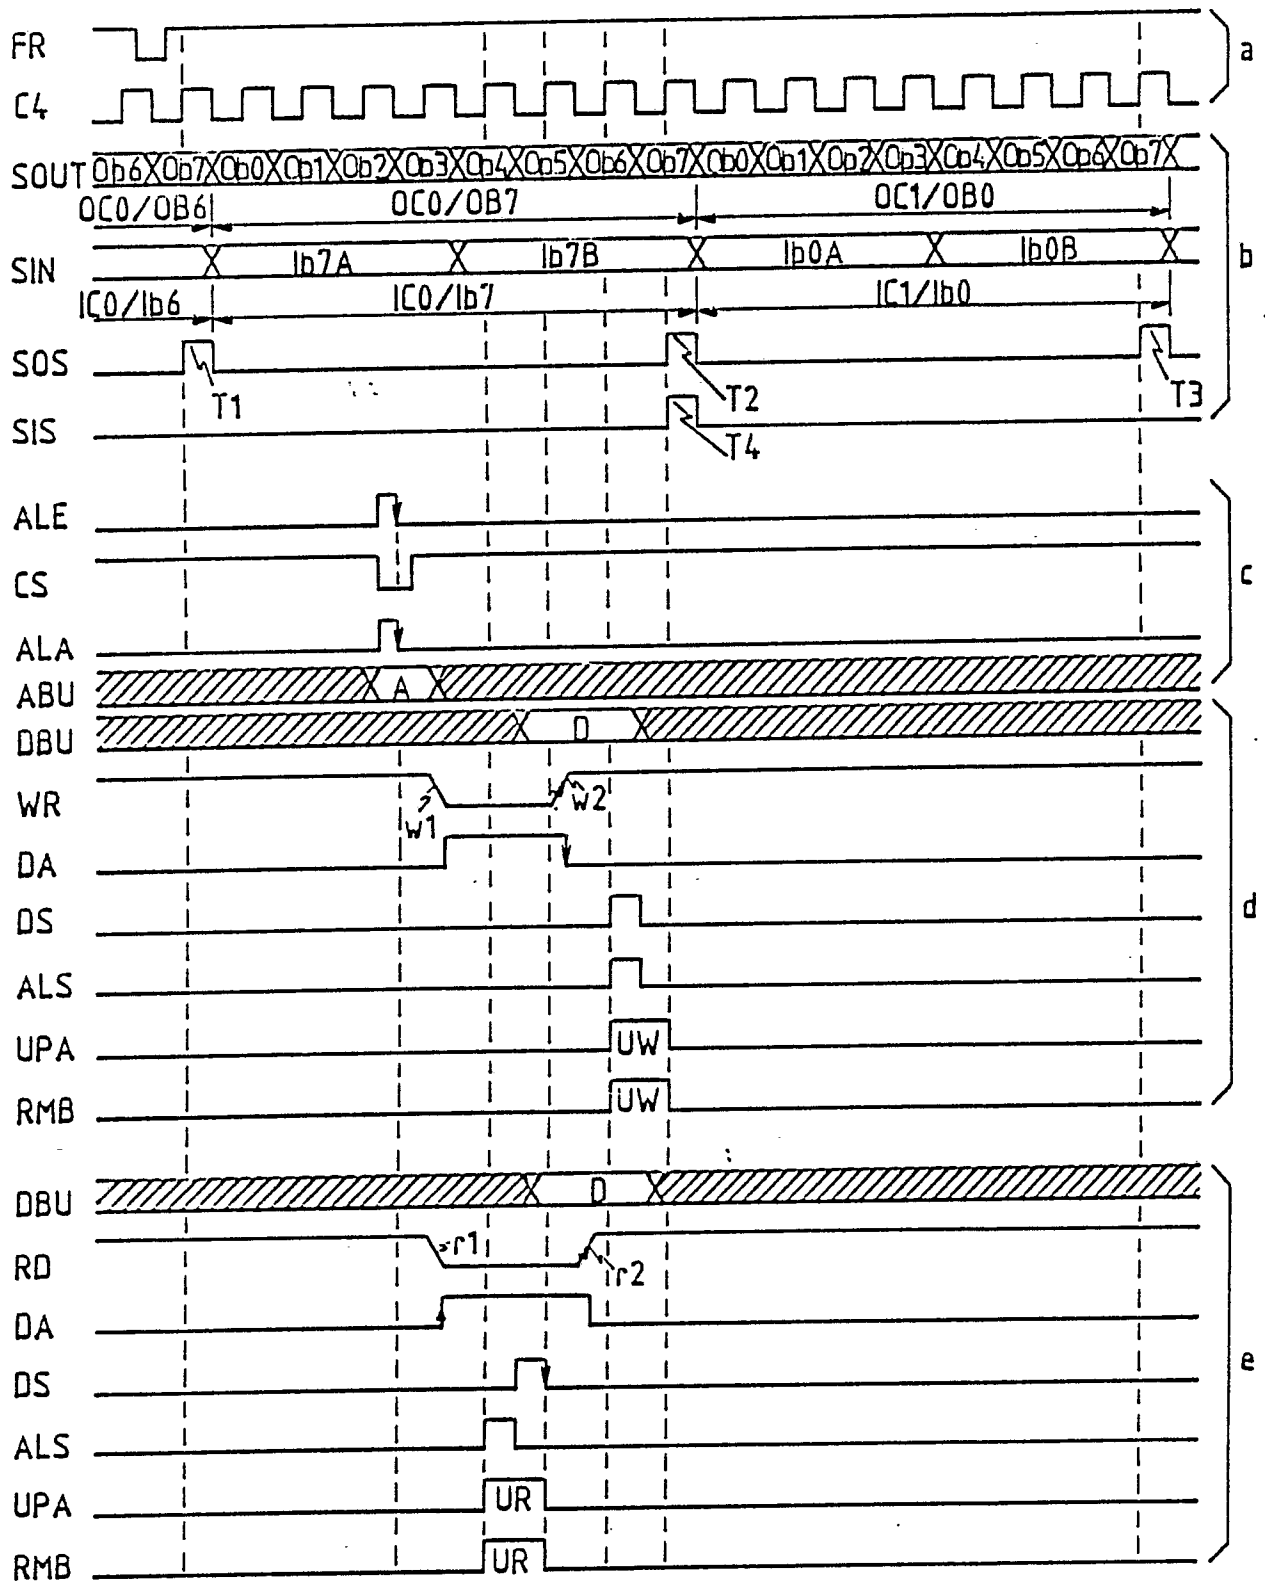 FR
a
C4
SOUT Ob6 Ob7 Ob0 Ob1 Ob2 Ob3 Ob4 Ob5 Ob6 Ob7 Ob0 Ob1 Ob2 Ob3 Ob4 Ob5 Ob6 Ob7
OC0/OB6 OC0/OB7 OC1/OB0
SIN Ib7A Ib7B Ib0A Ib0B
b
IC0/Ib6 IC0/Ib7 IC1/Ib0
SOS
T1 T2 T3
SIS
T4
ALE
CS
c
ALA
ABU A
DBU D
WR
w1 w2
DA
DS
d
ALS
UPA UW
RMB UW
DBU D
RD r1
r2
DA
DS
e
ALS
UPA UR
RMB UR